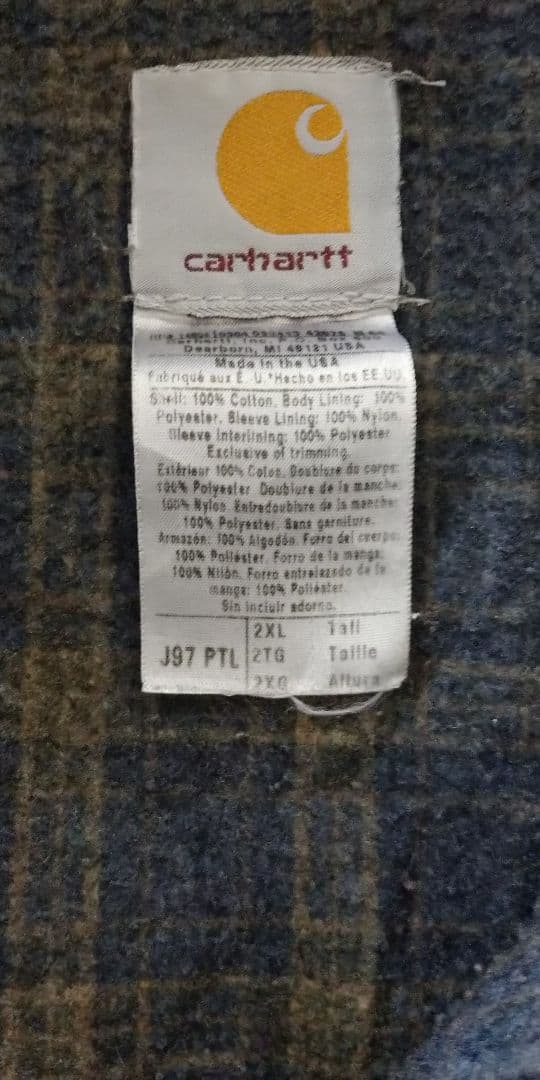 carhartt
Carhartt, Inc.
Dearborn, MI 48121 USA
Made in the USA
Fabriqué aux É. U. Hecho en los EE UU
Shell: 100% Cotton. Body Lining: 100%
Polyester. Sleeve Lining: 100% Nylon.
Sleeve Interlining: 100% Polyester
Exclusive of trimming.
Extérieur 100% Coton. Doublure du corps:
100% Polyester Doublure de la manche:
100% Nylon. Entredoublure de la manche:
100% Polyester. Sans garniture.
Armazón: 100% Algodón. Forro del cuerpo:
100% Poliéster. Forro de la manga:
100% Nilón. Forro entrelazado de la
manga: 100% Poliéster.
Sin incluir adorno.
J97 PTL
2XL Tall
2TG Taille
2XG Altura